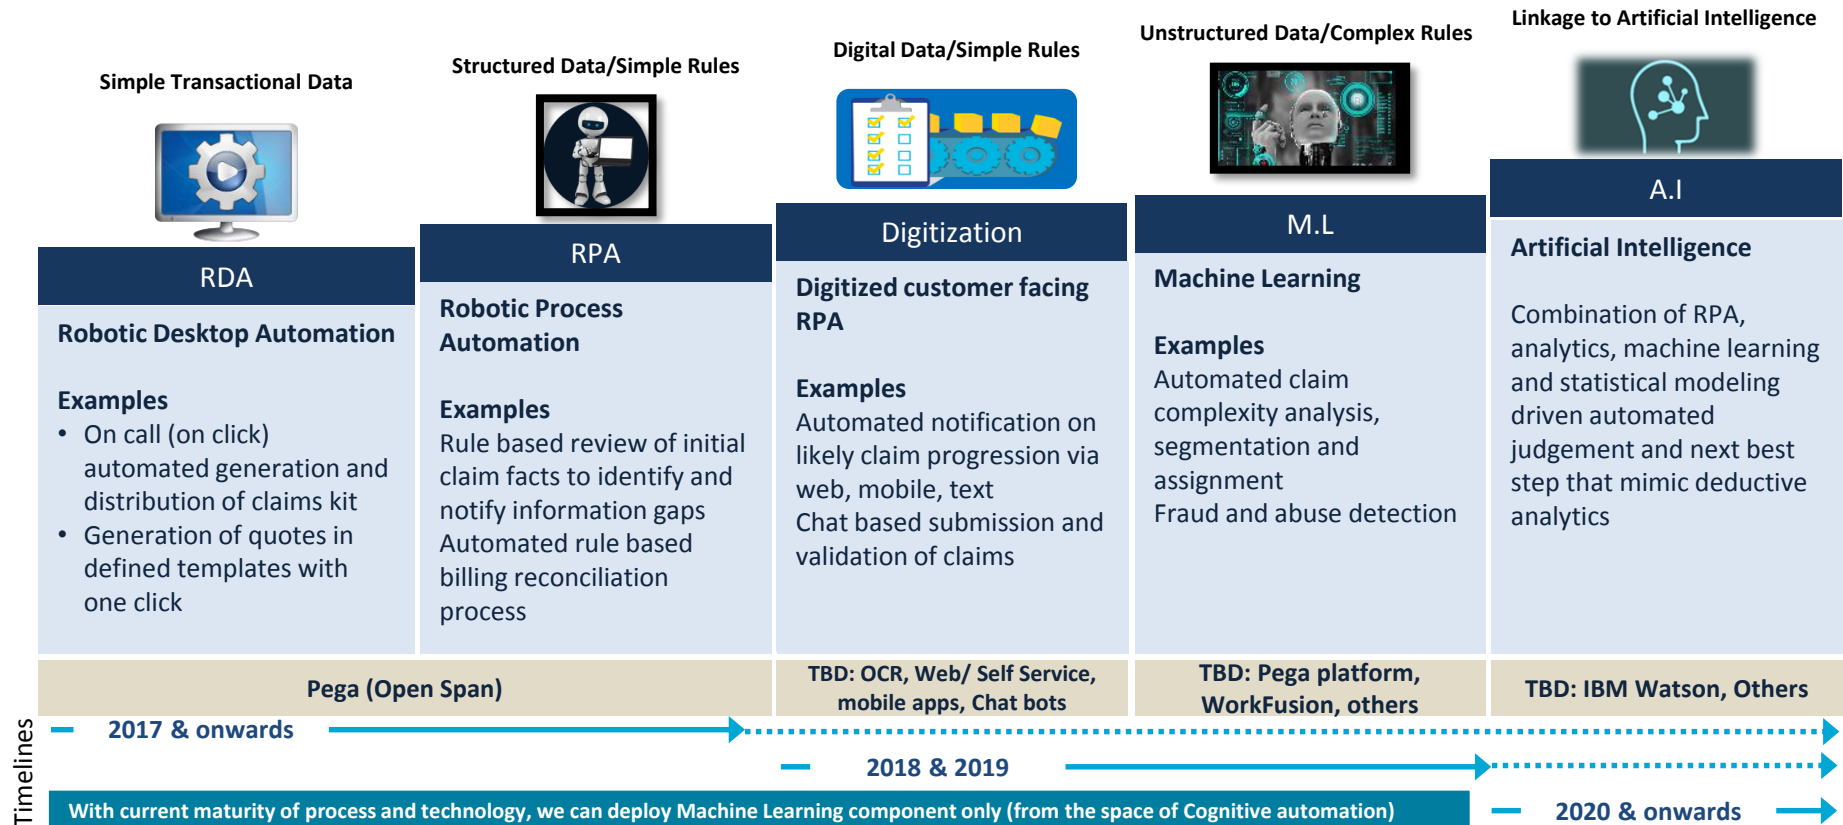 Simple Transactional Data
RDA
Robotic Desktop Automation
Examples
• On call (on click)
automated generation and
distribution of claims kit
• Generation of quotes in
defined templates with
one click
Structured Data/Simple Rules
RPA
Robotic Process
Automation
Examples
Rule based review of initial
claim facts to identify and
notify information gaps
Automated rule based
billing reconciliation
process
Digital Data/Simple Rules
Digitization
Digitized customer facing
RPA
Examples
Automated notification on
likely claim progression via
web, mobile, text
Chat based submission and
validation of claims
Unstructured Data/Complex Rules
M.L
Machine Learning
Examples
Automated claim
complexity analysis,
segmentation and
assignment
Fraud and abuse detection
Linkage to Artificial Intelligence
A.I
Artificial Intelligence
Combination of RPA,
analytics, machine learning
and statistical modeling
driven automated
judgement and next best
step that mimic deductive
analytics
Pega (Open Span)
TBD: OCR, Web/ Self Service,
mobile apps, Chat bots
TBD: Pega platform,
WorkFusion, others
TBD: IBM Watson, Others
Timelines
2017 & onwards
2018 & 2019
With current maturity of process and technology, we can deploy Machine Learning component only (from the space of Cognitive automation)
2020 & onwards